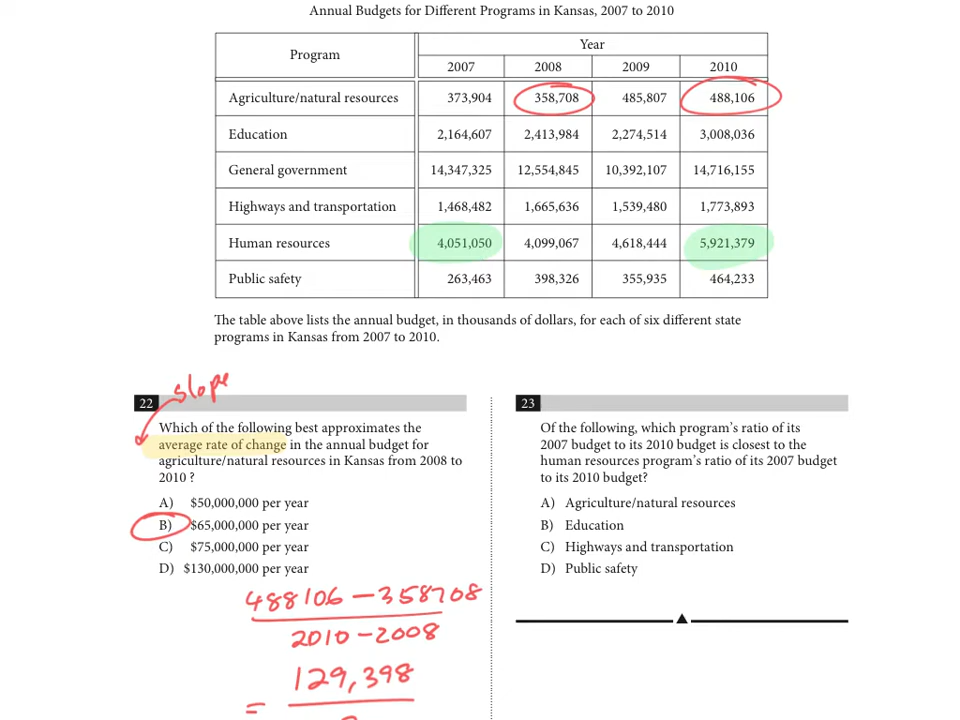 Annual Budgets for Different Programs in Kansas, 2007 to 2010
Program
Year
2007 2008 2009 2010
Agriculture/natural resources 373,904 358,708 485,807 488,106
Education 2,164,607 2,413,984 2,274,514 3,008,036
General government 14,347,325 12,554,845 10,392,107 14,716,155
Highways and transportation 1,468,482 1,665,636 1,539,480 1,773,893
Human resources 4,051,050 4,099,067 4,618,444 5,921,379
Public safety 263,463 398,326 355,935 464,233
The table above lists the annual budget, in thousands of dollars, for each of six different state
programs in Kansas from 2007 to 2010.
slope
22
Which of the following best approximates the
average rate of change in the annual budget for
agriculture/natural resources in Kansas from 2008 to
2010 ?
A) $50,000,000 per year
B) $65,000,000 per year
C) $75,000,000 per year
D) $130,000,000 per year
488106 – 358708
2010 – 2008
129,398
=
23
Of the following, which program's ratio of its
2007 budget to its 2010 budget is closest to the
human resources program's ratio of its 2007 budget
to its 2010 budget?
A) Agriculture/natural resources
B) Education
C) Highways and transportation
D) Public safety